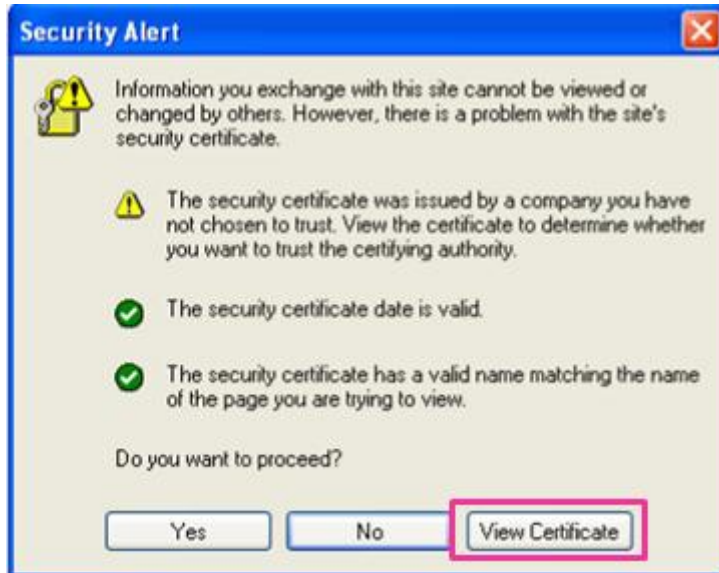 Security Alert
Information you exchange with this site cannot be viewed or
changed by others. However, there is a problem with the site's
security certificate.
The security certificate was issued by a company you have
not chosen to trust. View the certificate to determine whether
you want to trust the certifying authority.
The security certificate date is valid.
The security certificate has a valid name matching the name
of the page you are trying to view.
Do you want to proceed?
Yes No View Certificate